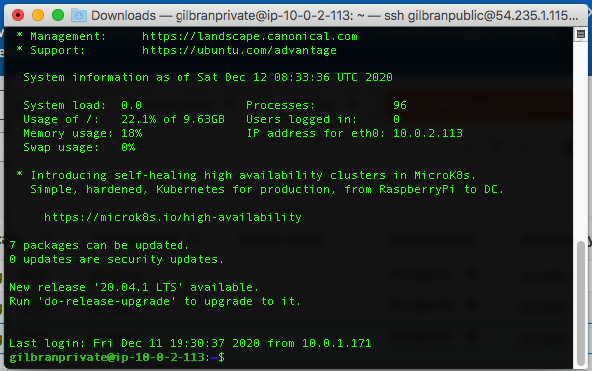 Downloads — gilbranprivate@ip-10-0-2-113: ~ — ssh gilbranpublic@54.235.1.115...
* Management:     https://landscape.canonical.com
* Support:        https://ubuntu.com/advantage
System information as of Sat Dec 12 08:33:36 UTC 2020
System load:  0.0               Processes:           96
Usage of /:   22.1% of 9.63GB   Users logged in:     0
Memory usage: 18%               IP address for eth0: 10.0.2.113
Swap usage:   0%
* Introducing self-healing high availability clusters in MicroK8s.
Simple, hardened, Kubernetes for production, from RaspberryPi to DC.
https://microk8s.io/high-availability
7 packages can be updated.
0 updates are security updates.
New release '20.04.1 LTS' available.
Run 'do-release-upgrade' to upgrade to it.
Last login: Fri Dec 11 19:30:37 2020 from 10.0.1.171
gilbranprivate@ip-10-0-2-113:~$